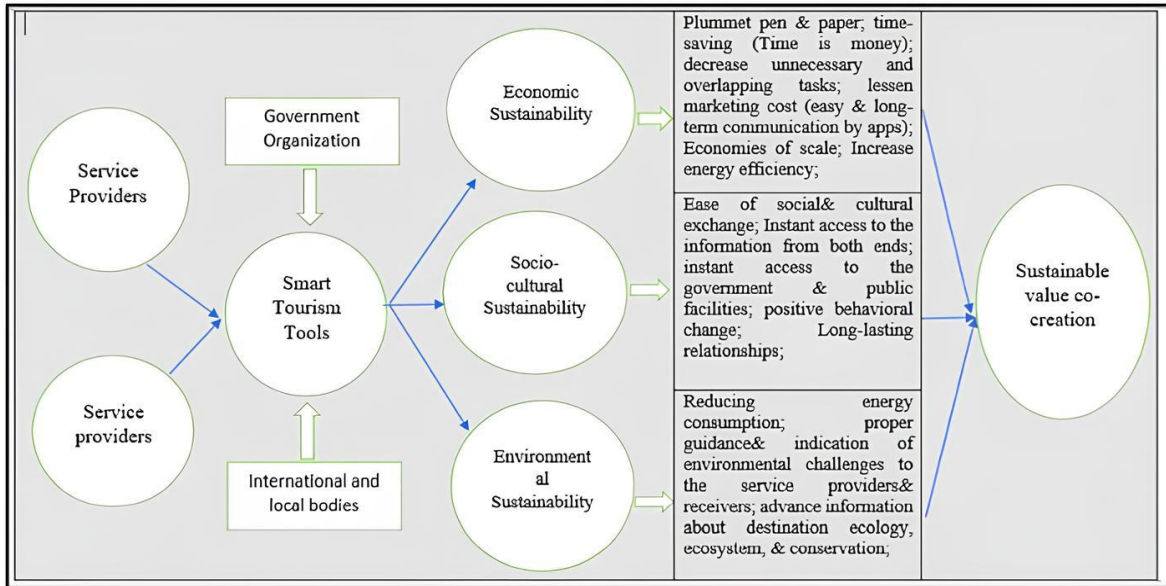 Service
Providers
Service
providers
Government
Organization
Smart
Tourism
Tools
International and
local bodies
Economic
Sustainability
Socio-
cultural
Sustainability
Environment
al
Sustainability
Plummet pen & paper; time-
saving (Time is money);
decrease unnecessary and
overlapping tasks; lessen
marketing cost (easy & long-
term communication by apps);
Economies of scale; Increase
energy efficiency;
Ease of social& cultural
exchange; Instant access to the
information from both ends;
instant access to the
government & public
facilities; positive behavioral
change; Long-lasting
relationships;
Reducing energy
consumption; proper
guidance& indication of
environmental challenges to
the service providers&
receivers; advance information
about destination ecology,
ecosystem, & conservation;
Sustainable
value co-
creation